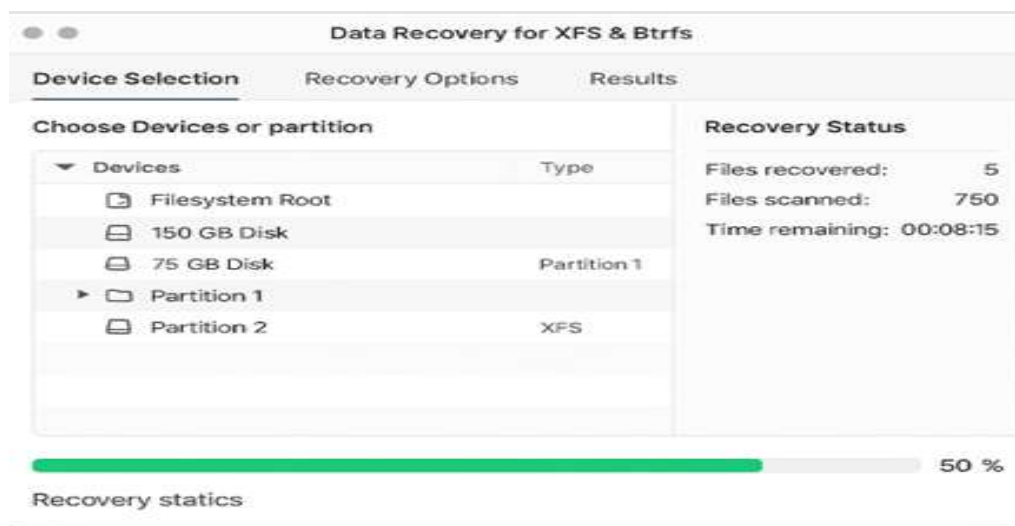 Data Recovery for XFS & Btrfs
Device Selection Recovery Options Results
Choose Devices or partition
Devices Type
Filesystem Root
150 GB Disk
75 GB Disk Partition 1
Partition 1
Partition 2 XFS
Recovery Status
Files recovered: 5
Files scanned: 750
Time remaining: 00:08:15
50 %
Recovery statics